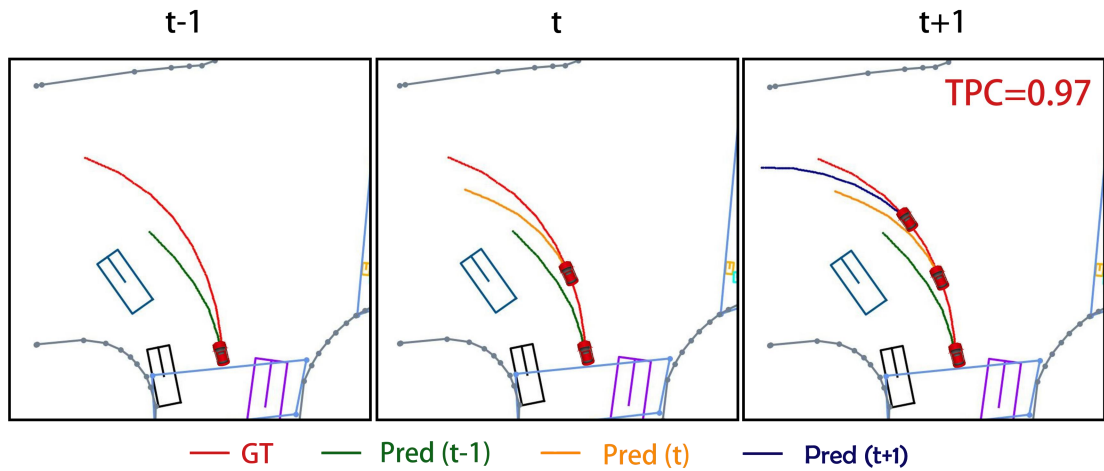 t-1
t
t+1
TPC=0.97
GT
Pred (t-1)
Pred (t)
Pred (t+1)